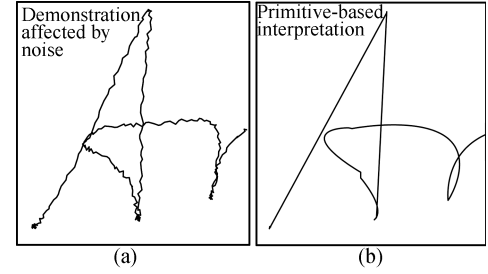 Demonstration
affected by
noise
Primitive-based
interpretation
(a)
(b)